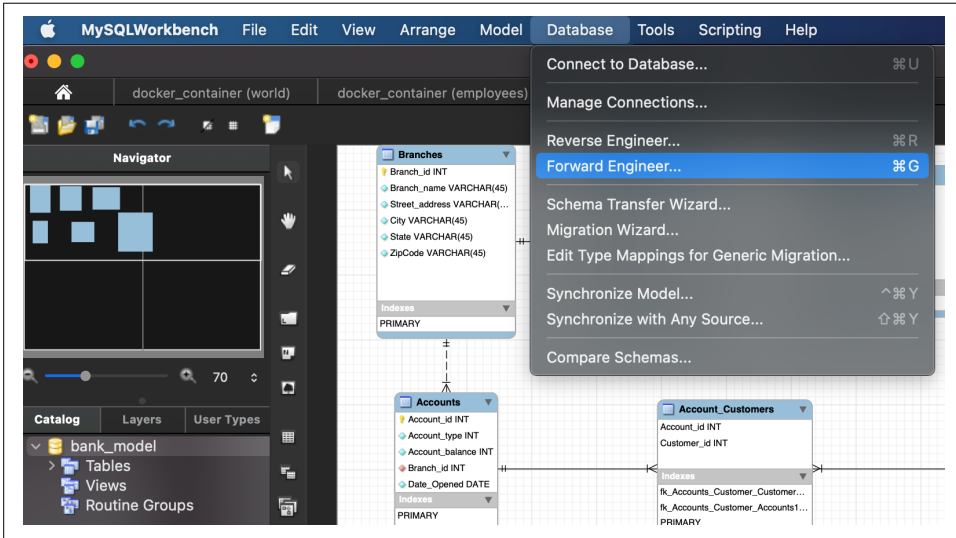 MySQLWorkbench File Edit View Arrange Model Database Tools Scripting Help
docker_container (world) docker_container (employees)
Navigator
70
Catalog Layers User Types
bank_model
Tables
Views
Routine Groups
Branches
Branch_id INT
Branch_name VARCHAR(45)
Street_address VARCHAR(...
City VARCHAR(45)
State VARCHAR(45)
ZipCode VARCHAR(45)
Indexes
PRIMARY
Accounts
Account_id INT
Account_type INT
Account_balance INT
Branch_id INT
Date_Opened DATE
Indexes
PRIMARY
Account_Customers
Account_id INT
Customer_id INT
Indexes
fk_Accounts_Customer_Customer...
fk_Accounts_Customer_Accounts1...
PRIMARY
Connect to Database... ⌘U
Manage Connections...
Reverse Engineer... ⌘R
Forward Engineer... ⌘G
Schema Transfer Wizard...
Migration Wizard...
Edit Type Mappings for Generic Migration...
Synchronize Model... ^⌘Y
Synchronize with Any Source... ⇧⌘Y
Compare Schemas...